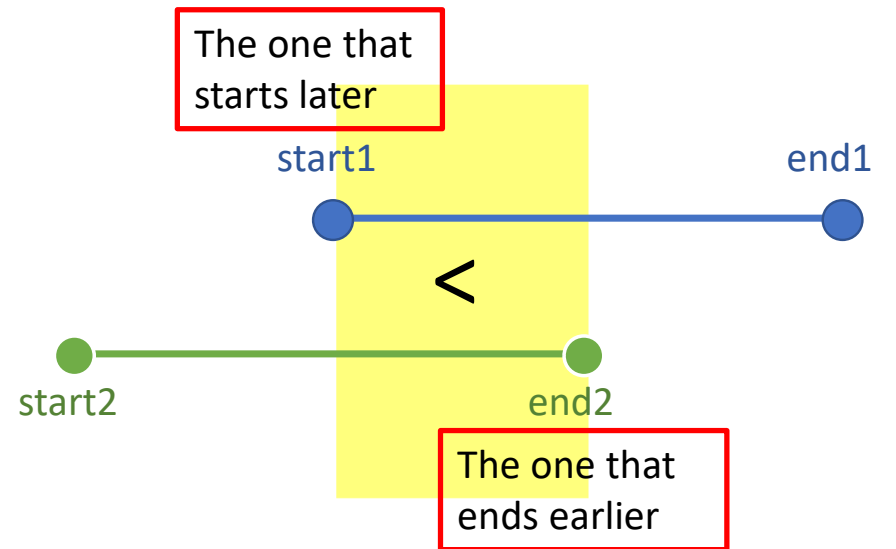 The one that
starts later
start1
end1
<
start2
end2
The one that
ends earlier